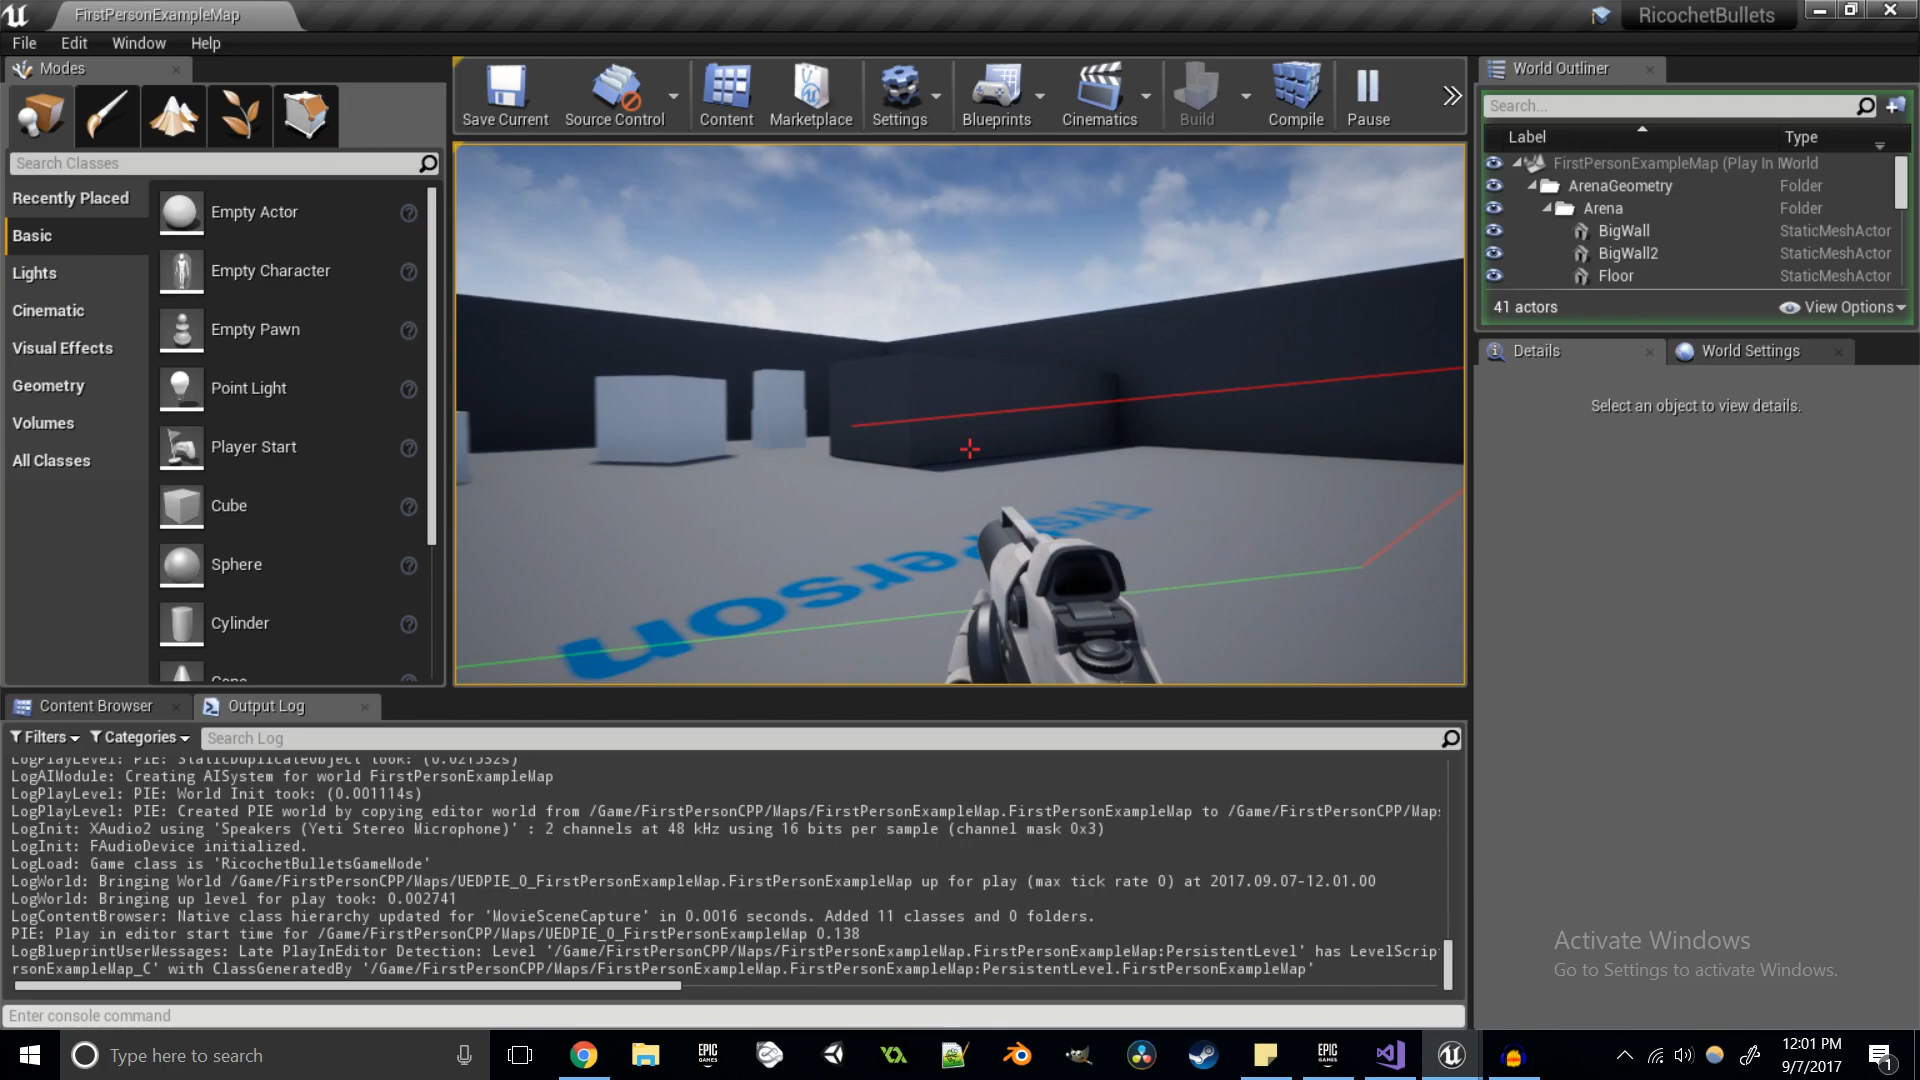 FirstPersonExampleMap
RicochetBullets
File Edit Window Help
Modes
Save Current
Source Control
Content
Marketplace
Settings
Blueprints
Cinematics
Build
Compile
Pause
Search Classes
Recently Placed
Basic
Lights
Cinematic
Visual Effects
Geometry
Volumes
All Classes
Empty Actor
Empty Character
Empty Pawn
Point Light
Player Start
Cube
Sphere
Cylinder
Cone
First Person
World Outliner
Search...
Label Type
FirstPersonExampleMap (Play In World
ArenaGeometry Folder
Arena Folder
BigWall StaticMeshActor
BigWall2 StaticMeshActor
Floor StaticMeshActor
41 actors View Options
Details World Settings
Select an object to view details.
Content Browser Output Log
Filters Categories Search Log
LogPlayLevel: PIE: StaticDuplicateObject took: (0.021532s)
LogAIModule: Creating AISystem for world FirstPersonExampleMap
LogPlayLevel: PIE: World Init took: (0.001114s)
LogPlayLevel: PIE: Created PIE world by copying editor world from /Game/FirstPersonCPP/Maps/FirstPersonExampleMap.FirstPersonExampleMap to /Game/FirstPersonCPP/Maps
LogInit: XAudio2 using 'Speakers (Yeti Stereo Microphone)' : 2 channels at 48 kHz using 16 bits per sample (channel mask 0x3)
LogInit: FAudioDevice initialized.
LogLoad: Game class is 'RicochetBulletsGameMode'
LogWorld: Bringing World /Game/FirstPersonCPP/Maps/UEDPIE_0_FirstPersonExampleMap.FirstPersonExampleMap up for play (max tick rate 0) at 2017.09.07-12.01.00
LogWorld: Bringing up level for play took: 0.002741
LogContentBrowser: Native class hierarchy updated for 'MovieSceneCapture' in 0.0016 seconds. Added 11 classes and 0 folders.
PIE: Play in editor start time for /Game/FirstPersonCPP/Maps/UEDPIE_0_FirstPersonExampleMap 0.138
LogBlueprintUserMessages: Late PlayInEditor Detection: Level '/Game/FirstPersonCPP/Maps/FirstPersonExampleMap.FirstPersonExampleMap:PersistentLevel' has LevelScrip
rsonExampleMap_C' with ClassGeneratedBy '/Game/FirstPersonCPP/Maps/FirstPersonExampleMap.FirstPersonExampleMap:PersistentLevel.FirstPersonExampleMap'
Enter console command
Activate Windows
Go to Settings to activate Windows.
Type here to search
EPIC
GAMES
EPIC
GAMES
12:01 PM
9/7/2017
1